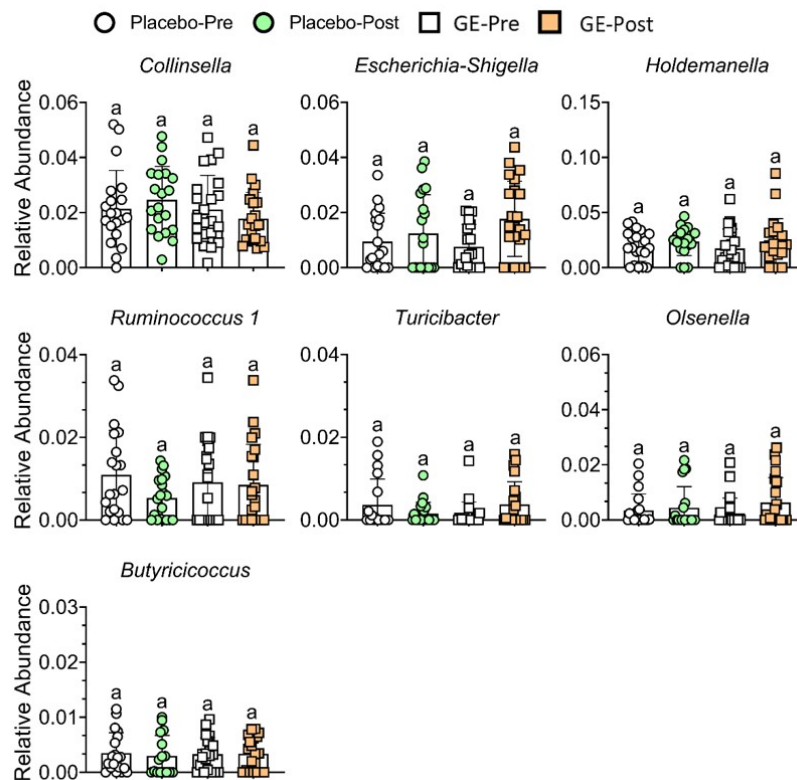 Placebo-Pre Placebo-Post GE-Pre GE-Post
Collinsella Escherichia-Shigella Holdemanella
Relative Abundance
0.06 0.06 0.15
0.04 0.04 0.10
0.02 0.02 0.05
0.00 0.00 0.00
a a a a a a a a a a a a
Ruminococcus 1 Turicibacter Olsenella
Relative Abundance
0.04 0.04 0.06
0.04
0.02 0.02
0.02
0.00 0.00 0.00
a a a a a a a a a a a a
Butyricicoccus
Relative Abundance
0.03
0.02
0.01
0.00
a a a a